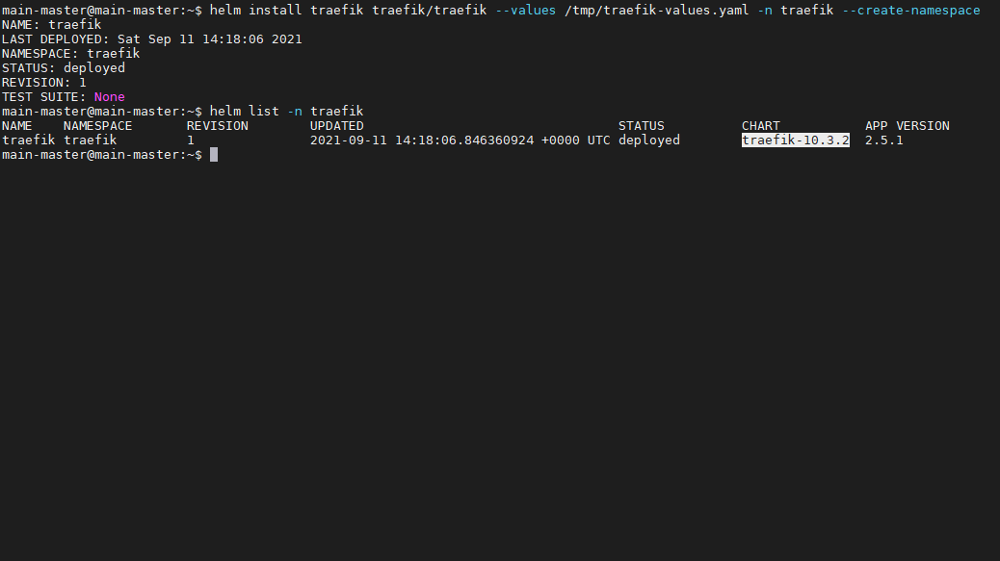 main-master@main-master:~$ helm install traefik traefik/traefik --values /tmp/traefik-values.yaml -n traefik --create-namespace
NAME: traefik
LAST DEPLOYED: Sat Sep 11 14:18:06 2021
NAMESPACE: traefik
STATUS: deployed
REVISION: 1
TEST SUITE: None
main-master@main-master:~$ helm list -n traefik
NAME    NAMESPACE       REVISION        UPDATED                                 STATUS          CHART           APP VERSION
traefik traefik         1               2021-09-11 14:18:06.846360924 +0000 UTC deployed        traefik-10.3.2  2.5.1
main-master@main-master:~$